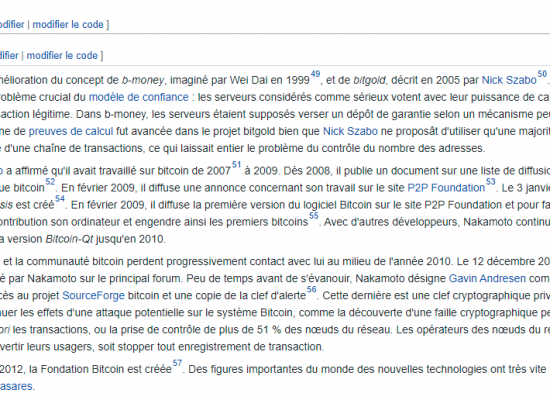 odifier | modifier le code ]
difier | modifier le code ]
mélioration du concept de b-money, imaginé par Wei Dai en 1999 49, et de bitgold, décrit en 2005 par Nick Szabo 50.
roblème crucial du modèle de confiance : les serveurs considérés comme sérieux votent avec leur puissance de ca
action légitime. Dans b-money, les serveurs étaient supposés verser un dépôt de garantie selon un mécanisme pe
ne de preuves de calcul fut avancée dans le projet bitgold bien que Nick Szabo ne proposât d'utiliser qu'une majorit
e d'une chaîne de transactions, ce qui laissait entier le problème du contrôle du nombre des adresses.
o a affirmé qu'il avait travaillé sur bitcoin de 2007 51 à 2009. Dès 2008, il publie un document sur une liste de diffusio
ue bitcoin 52. En février 2009, il diffuse une annonce concernant son travail sur le site P2P Foundation 53. Le 3 janvie
sis est créé 54. En février 2009, il diffuse la première version du logiciel Bitcoin sur le site P2P Foundation et pour fa
ontribution son ordinateur et engendre ainsi les premiers bitcoins 55. Avec d'autres développeurs, Nakamoto continu
a version Bitcoin-Qt jusqu'en 2010.
et la communauté bitcoin perdent progressivement contact avec lui au milieu de l'année 2010. Le 12 décembre 20
é par Nakamoto sur le principal forum. Peu de temps avant de s'évanouir, Nakamoto désigne Gavin Andresen com
cès au projet SourceForge bitcoin et une copie de la clef d'alerte 56. Cette dernière est une clef cryptographique priv
nuer les effets d'une attaque potentielle sur le système Bitcoin, comme la découverte d'une faille cryptographique pe
ori les transactions, ou la prise de contrôle de plus de 51 % des nœuds du réseau. Les opérateurs des nœuds du ré
vertir leurs usagers, soit stopper tout enregistrement de transaction.
2012, la Fondation Bitcoin est créée 57. Des figures importantes du monde des nouvelles technologies ont très vite
asares.